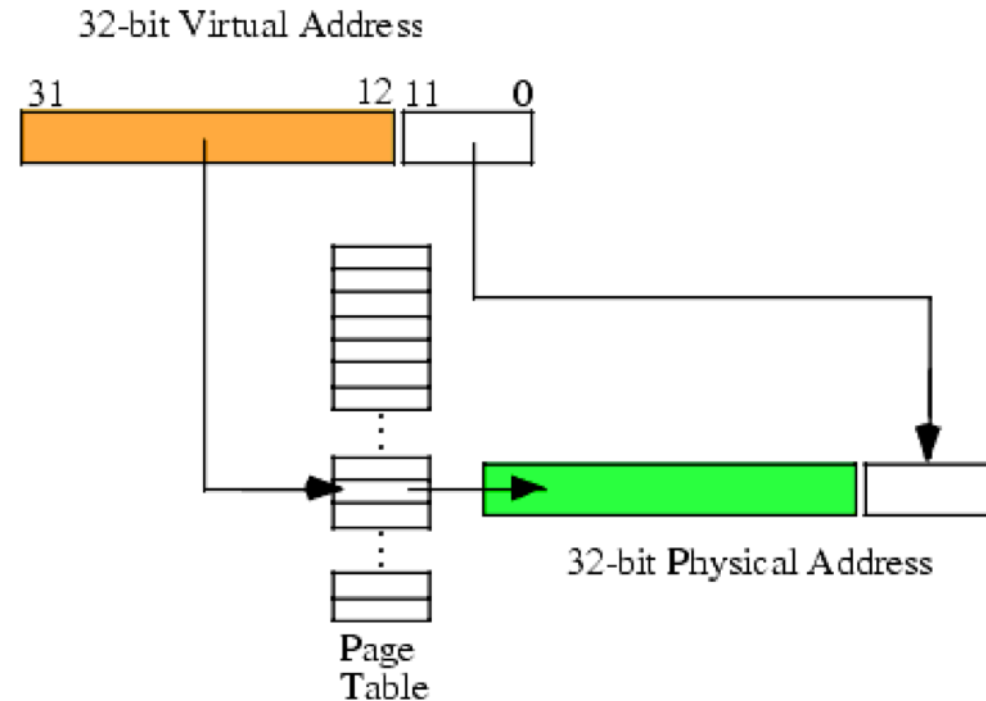 32-bit Virtual Address
31 12 11 0
32-bit Physical Address
Page
Table